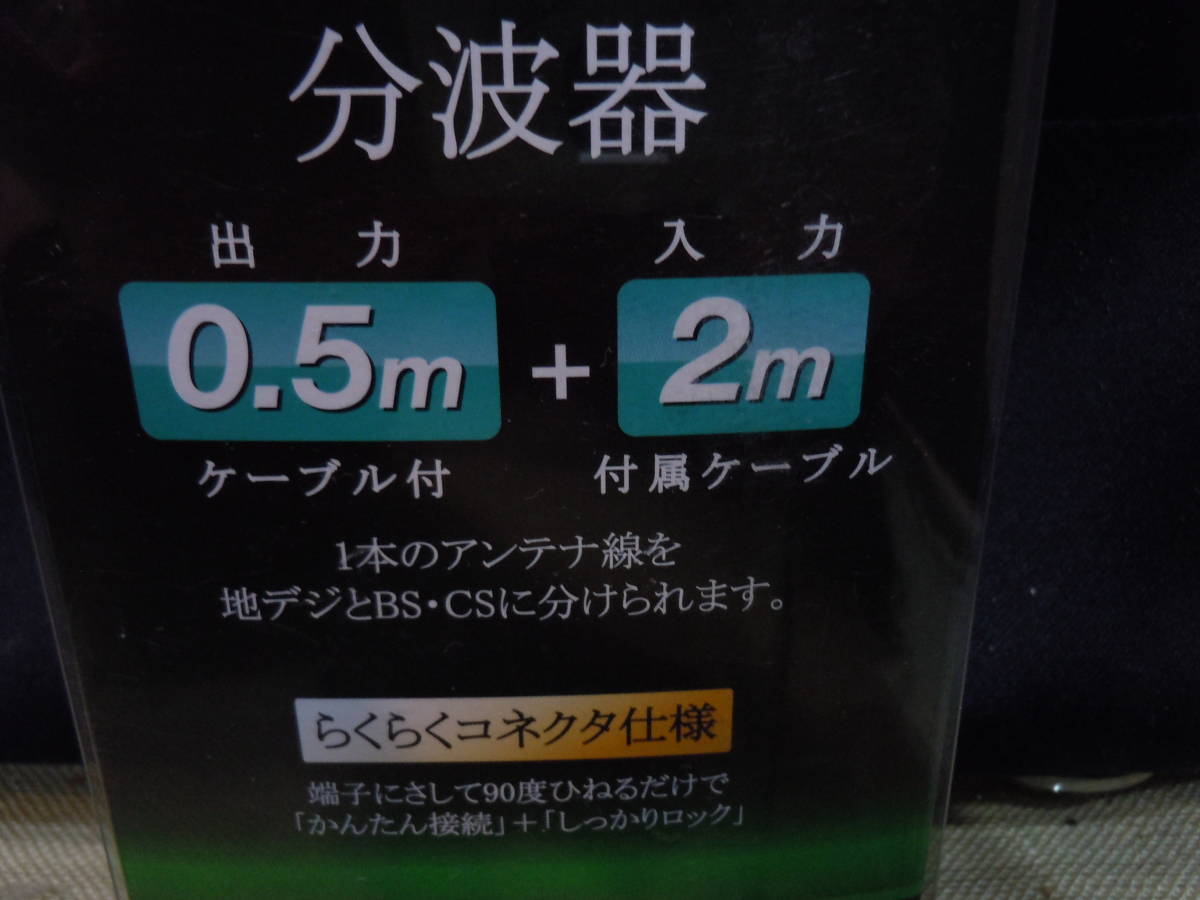 分波器
出力 入力
0.5m + 2m
ケーブル付 付属ケーブル
1本のアンテナ線を
地デジとBS・CSに分けられます。
らくらくコネクタ仕様
端子にさして90度ひねるだけで
「かんたん接続」+「しっかりロック」